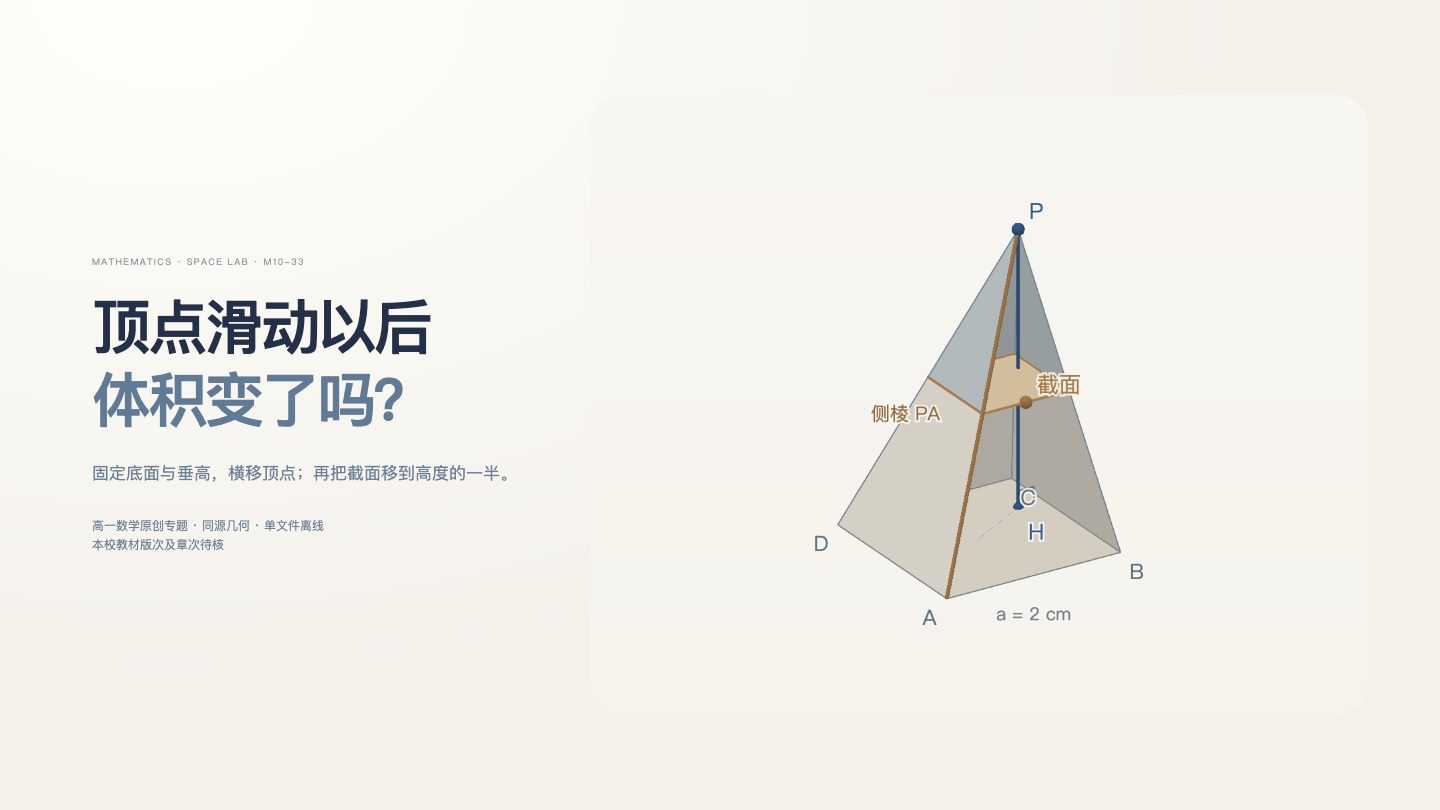 MATHEMATICS · SPACE LAB · M10–33
顶点滑动以后
体积变了吗?
固定底面与垂高，横移顶点；再把截面移到高度的一半。
高一数学原创专题 · 同源几何 · 单文件离线
本校教材版次及章次待核
P
截面
侧棱 PA
C
H
D
B
A
a = 2 cm